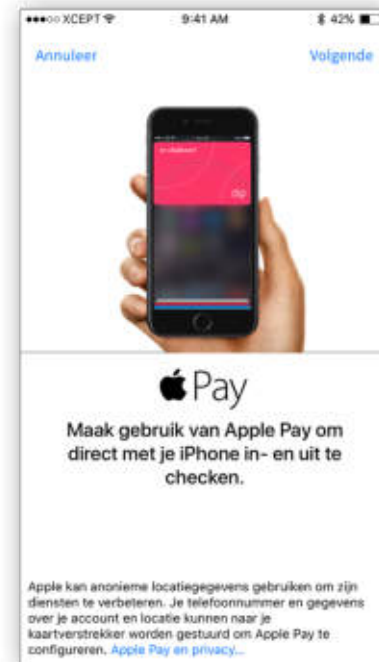 XCEPT 9:41 AM 42%
Annuleer Volgende
Pay
Maak gebruik van Apple Pay om
direct met je iPhone in- en uit te
checken.
Apple kan anonieme locatiegegevens gebruiken om zijn
diensten te verbeteren. Je telefoonnummer en gegevens
over je account en locatie kunnen naar je
kaartverstrekker worden gestuurd om Apple Pay te
configureren. Apple Pay en privacy...